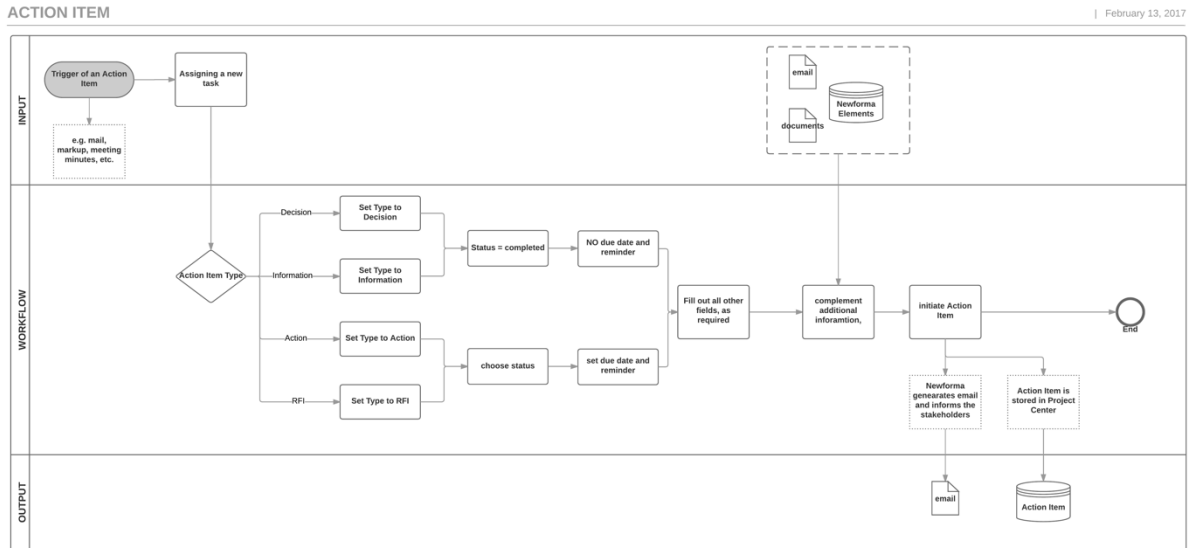 ACTION ITEM
| February 13, 2017
INPUT
Trigger of an Action
Item
e.g. mail,
markup, meeting
minutes, etc.
Assigning a new
task
email
documents
Newforma
Elements
WORKFLOW
Action Item Type
Decision
Information
Action
RFI
Set Type to
Decision
Set Type to
Information
Set Type to Action
Set Type to RFI
Status = completed
choose status
NO due date and
reminder
set due date and
reminder
Fill out all other
fields, as
required
complement
additional
inforamtion,
initiate Action
Item
End
Newforma
genearates email
and informs the
stakeholders
Action Item is
stored in Project
Center
OUTPUT
email
Action Item